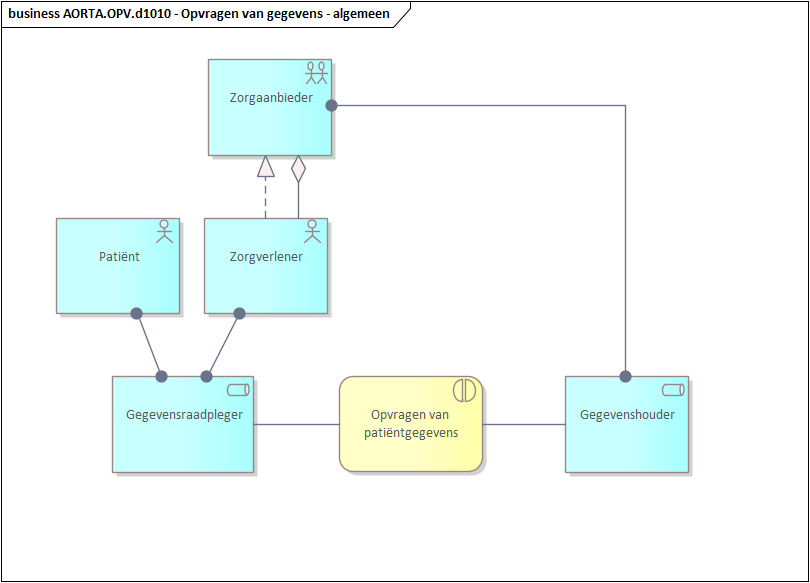 business AORTA.OPV.d1010 - Opvragen van gegevens - algemeen
Zorgaanbieder
Patiënt
Zorgverlener
Gegevensraadpleger
Opvragen van
patiëntgegevens
Gegevenshouder